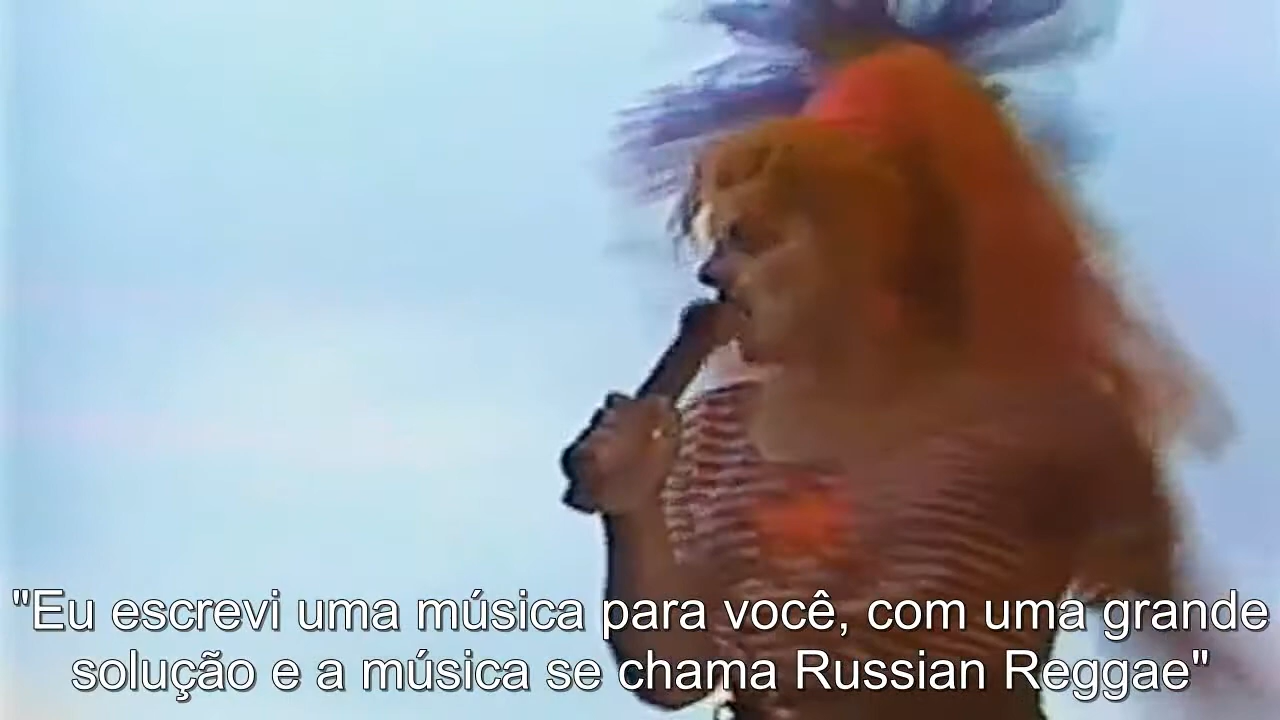 "Eu escrevi uma música para você, com uma grande
solução e a música se chama Russian Reggae"